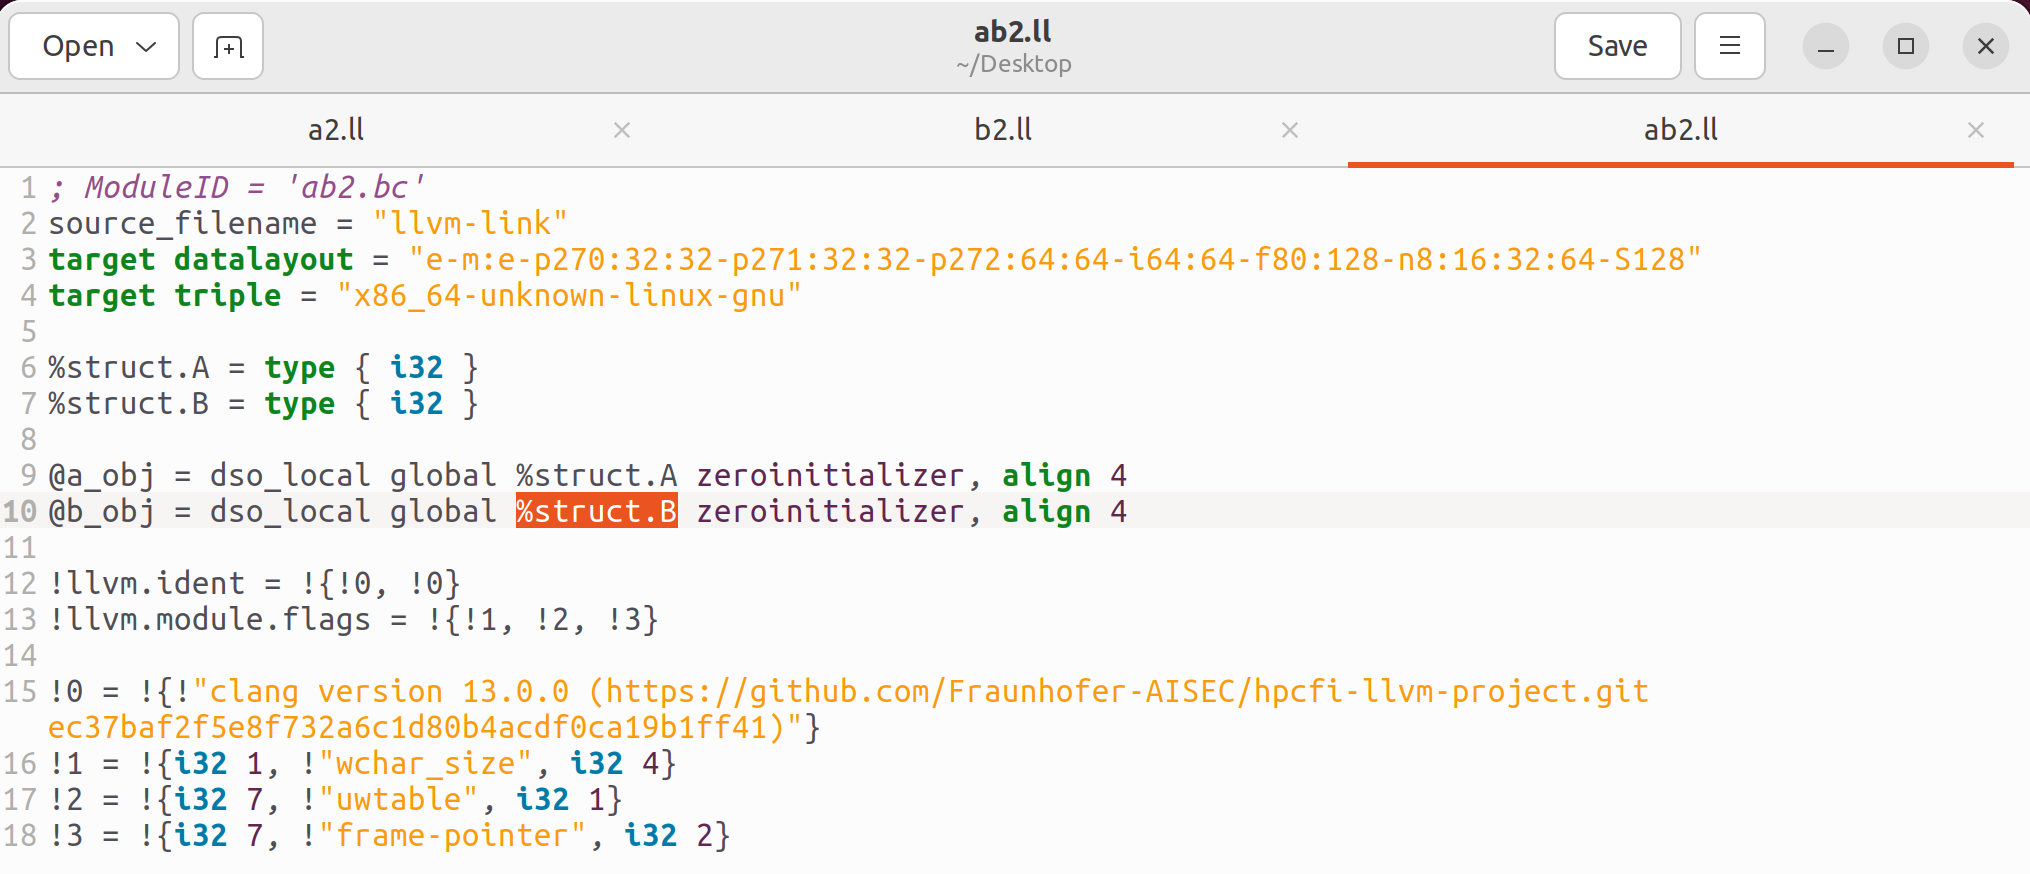 Open
ab2.ll
~/Desktop
Save
a2.ll
b2.ll
ab2.ll
1 ; ModuleID = 'ab2.bc'
2 source_filename = "llvm-link"
3 target datalayout = "e-m:e-p270:32:32-p271:32:32-p272:64:64-i64:64-f80:128-n8:16:32:64-S128"
4 target triple = "x86_64-unknown-linux-gnu"
5
6 %struct.A = type { i32 }
7 %struct.B = type { i32 }
8
9 @a_obj = dso_local global %struct.A zeroinitializer, align 4
10 @b_obj = dso_local global %struct.B zeroinitializer, align 4
11
12 !llvm.ident = !{!0, !0}
13 !llvm.module.flags = !{!1, !2, !3}
14
15 !0 = !{!"clang version 13.0.0 (https://github.com/Fraunhofer-AISEC/hpcfi-llvm-project.git
ec37baf2f5e8f732a6c1d80b4acdf0ca19b1ff41)"}
16 !1 = !{i32 1, !"wchar_size", i32 4}
17 !2 = !{i32 7, !"uwtable", i32 1}
18 !3 = !{i32 7, !"frame-pointer", i32 2}